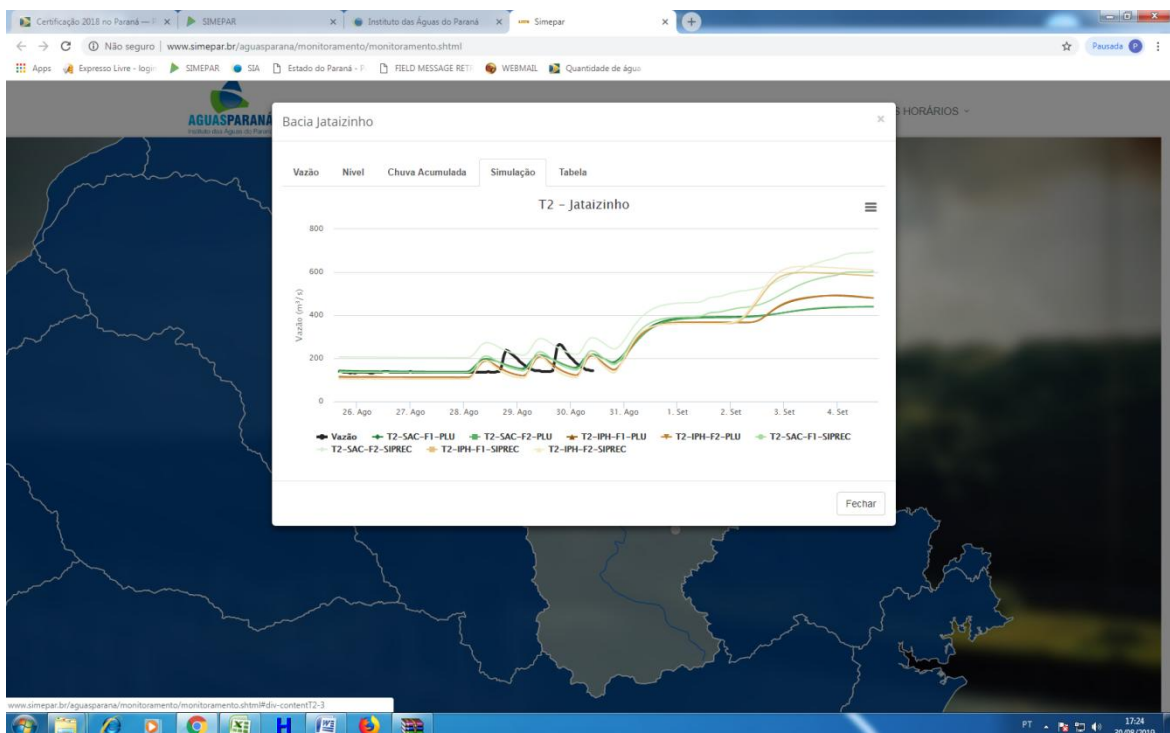 Certificação 2018 no Paraná — P
SIMEPAR
Instituto das Águas do Paraná
Simepar
Não seguro | www.simepar.br/aguasparana/monitoramento/monitoramento.shtml
Pausada P
Apps
Expresso Livre - login
SIMEPAR
SIA
Estado do Paraná - P
FIELD MESSAGE RETR
WEBMAIL
Quantidade de água
AGUASPARANÁ
Instituto das Águas do Paraná
S HORÁRIOS
Bacia Jataizinho
×
Vazão Nível Chuva Acumulada Simulação Tabela
T2 - Jataizinho
Vazão (m³/s)
800
600
400
200
0
26. Ago 27. Ago 28. Ago 29. Ago 30. Ago 31. Ago 1. Set 2. Set 3. Set 4. Set
Vazão T2-SAC-F1-PLU T2-SAC-F2-PLU T2-IPH-F1-PLU T2-IPH-F2-PLU T2-SAC-F1-SIPREC
T2-SAC-F2-SIPREC T2-IPH-F1-SIPREC T2-IPH-F2-SIPREC
Fechar
www.simepar.br/aguasparana/monitoramento/monitoramento.shtml#div-contentT2-3
PT
17:24
30/08/2019